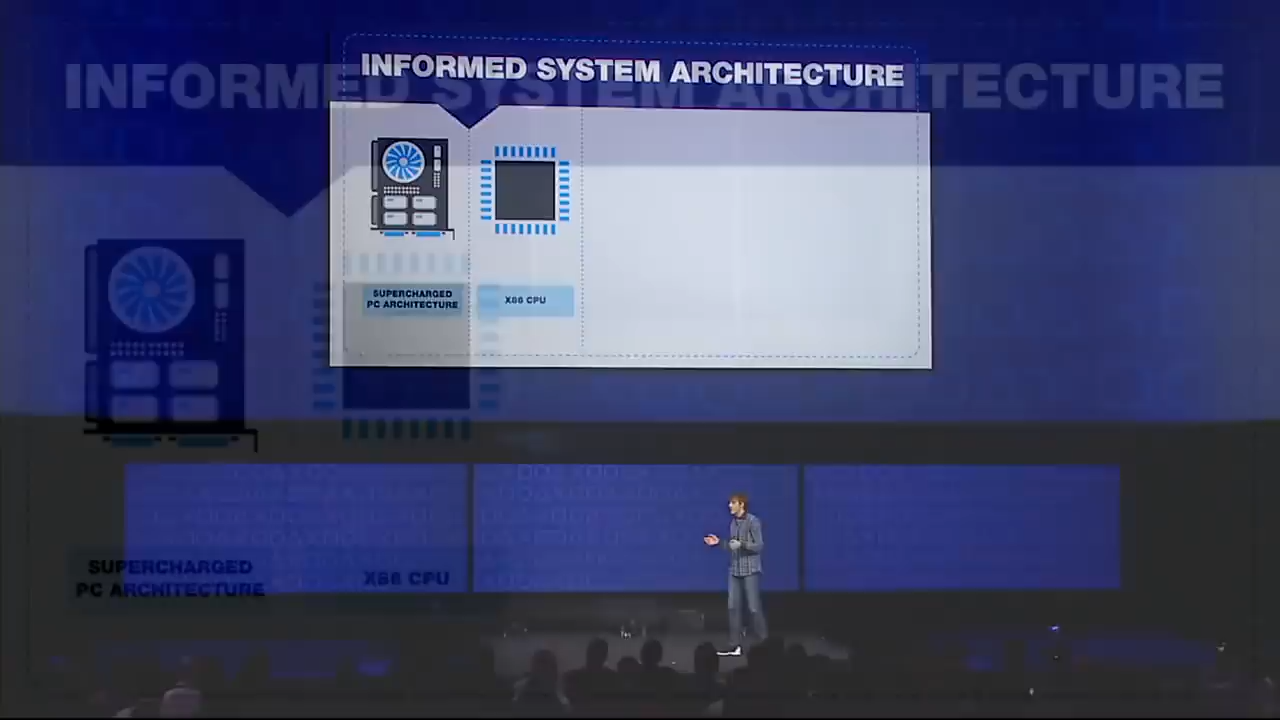 INFORMED SYSTEM ARCHITECTURE
INFORMED SYSTEM ARCHITECTURE
SUPERCHARGED
PC ARCHITECTURE
X86 CPU
SUPERCHARGED
PC ARCHITECTURE
X86 CPU